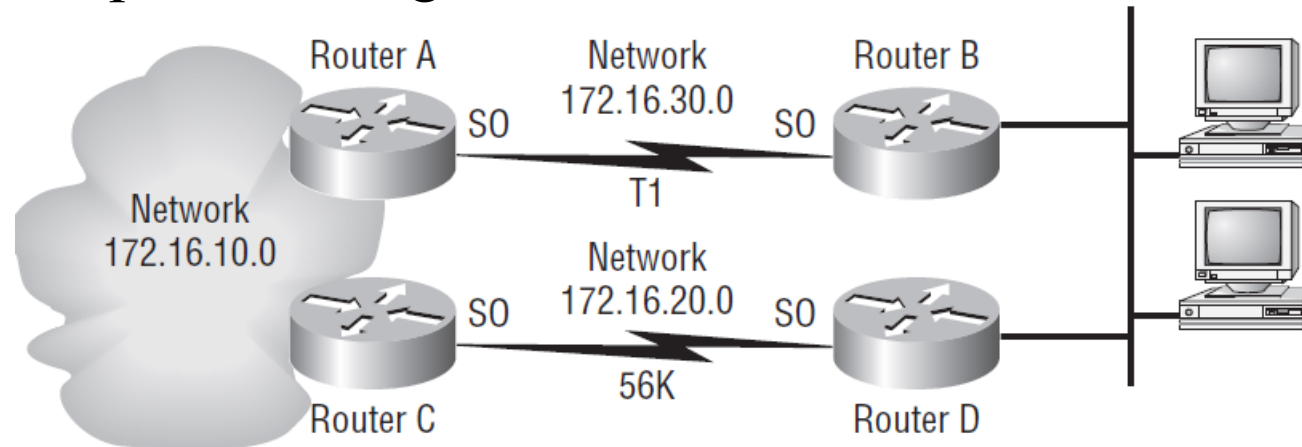 Router A
Network
172.16.30.0
Router B
S0
S0
T1
Network
172.16.10.0
Network
172.16.20.0
S0
S0
56K
Router C
Router D